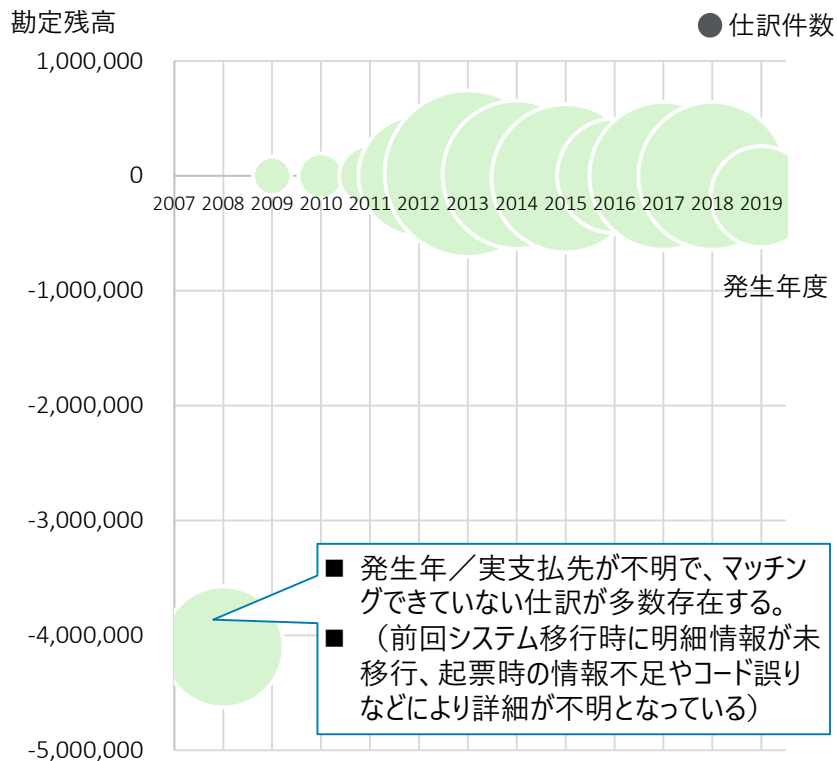 勘定残高
●仕訳件数
1,000,000
0
2007 2008 2009 2010 2011 2012 2013 2014 2015 2016 2017 2018 2019
-1,000,000
発生年度
-2,000,000
-3,000,000
■ 発生年／実支払先が不明で、マッチン
グできていない仕訳が多数存在する。
-4,000,000
■ （前回システム移行時に明細情報が未
移行、起票時の情報不足やコード誤り
などにより詳細が不明となっている）
-5,000,000